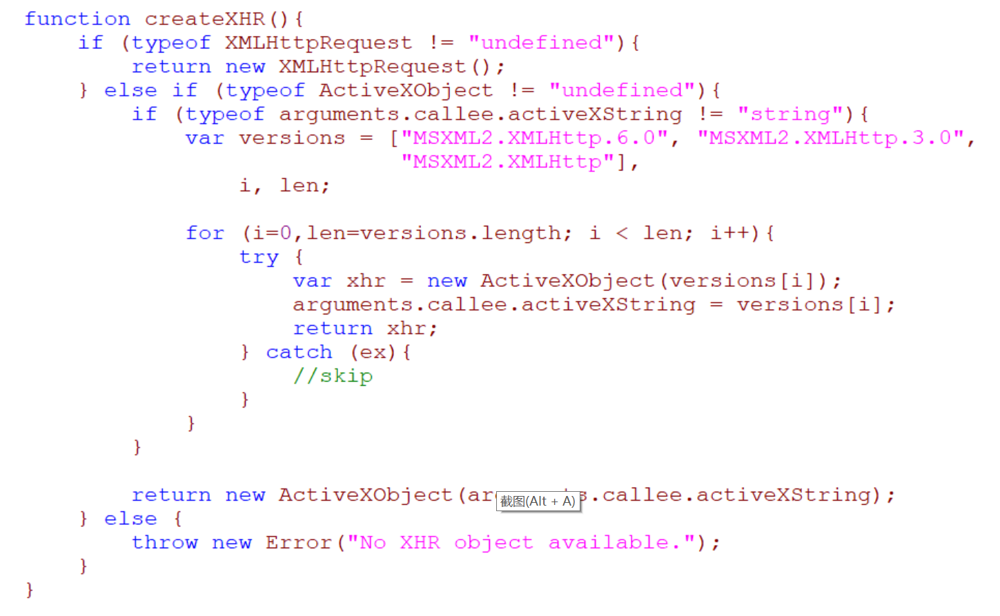 function createXHR(){
    if (typeof XMLHttpRequest != "undefined"){
        return new XMLHttpRequest();
    } else if (typeof ActiveXObject != "undefined"){
        if (typeof arguments.callee.activeXString != "string"){
            var versions = ["MSXML2.XMLHttp.6.0", "MSXML2.XMLHttp.3.0",
                            "MSXML2.XMLHttp"],
                i, len;
            for (i=0,len=versions.length; i < len; i++){
                try {
                    var xhr = new ActiveXObject(versions[i]);
                    arguments.callee.activeXString = versions[i];
                    return xhr;
                } catch (ex){
                    //skip
                }
            }
        }
        return new ActiveXObject(ar s.callee.activeXString);
截图(Alt + A)
    } else {
        throw new Error("No XHR object available.");
    }
}